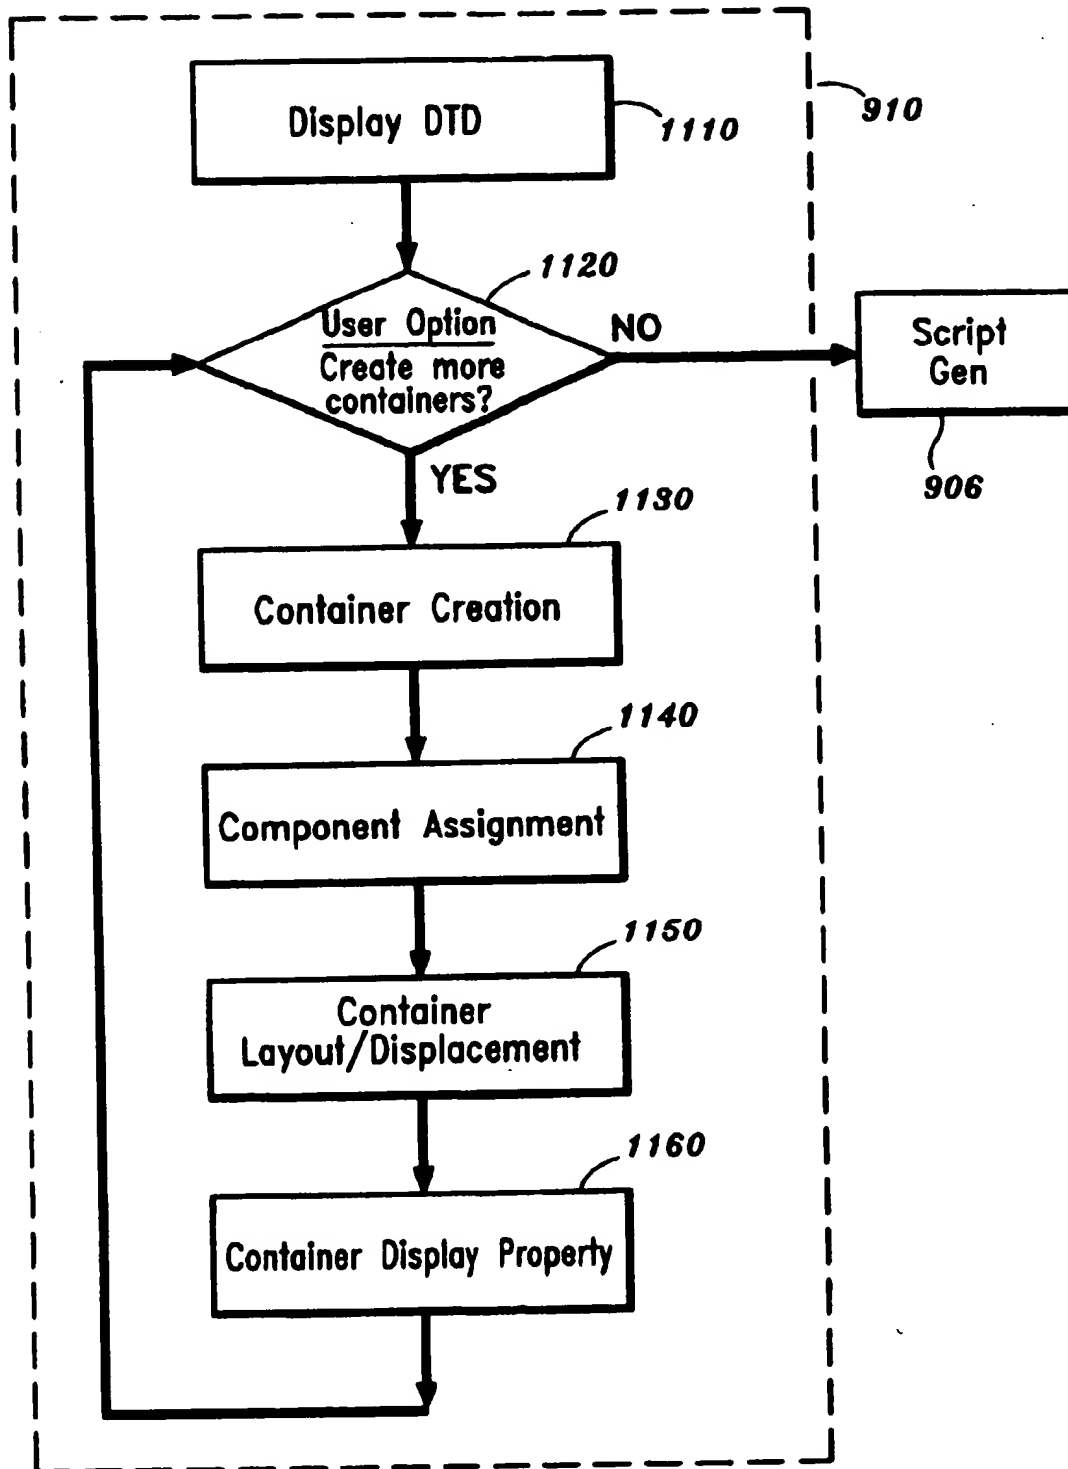 Display DTD
1110
910
1120
User Option
Create more
containers?
NO
Script
Gen
906
YES
1130
Container Creation
1140
Component Assignment
1150
Container
Layout/Displacement
1160
Container Display Property